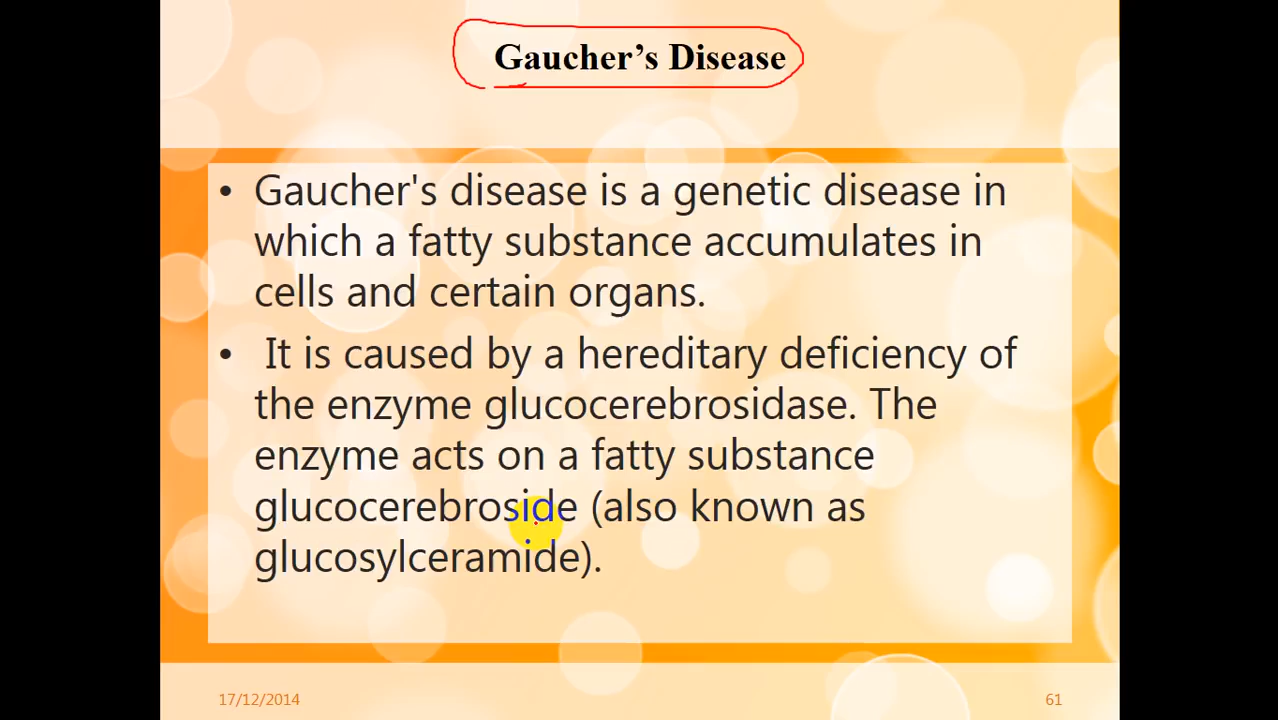 Gaucher’s Disease
• Gaucher's disease is a genetic disease in
which a fatty substance accumulates in
cells and certain organs.
• It is caused by a hereditary deficiency of
the enzyme glucocerebrosidase. The
enzyme acts on a fatty substance
glucocerebroside (also known as
glucosylceramide).
17/12/2014
61